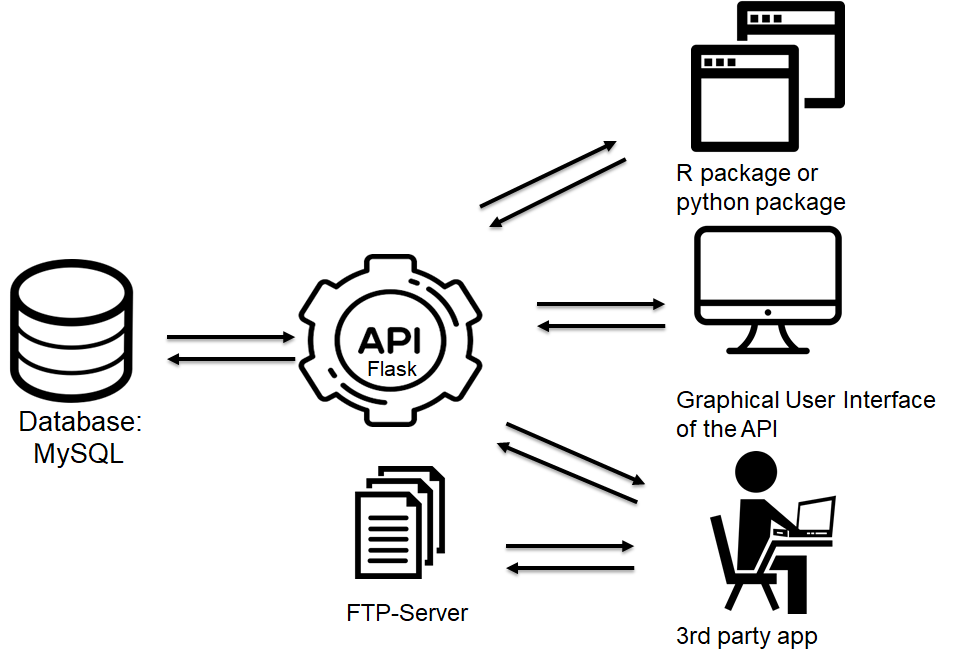 R package or
python package
API
Flask
Graphical User Interface
of the API
Database:
MySQL
FTP-Server
3rd party app